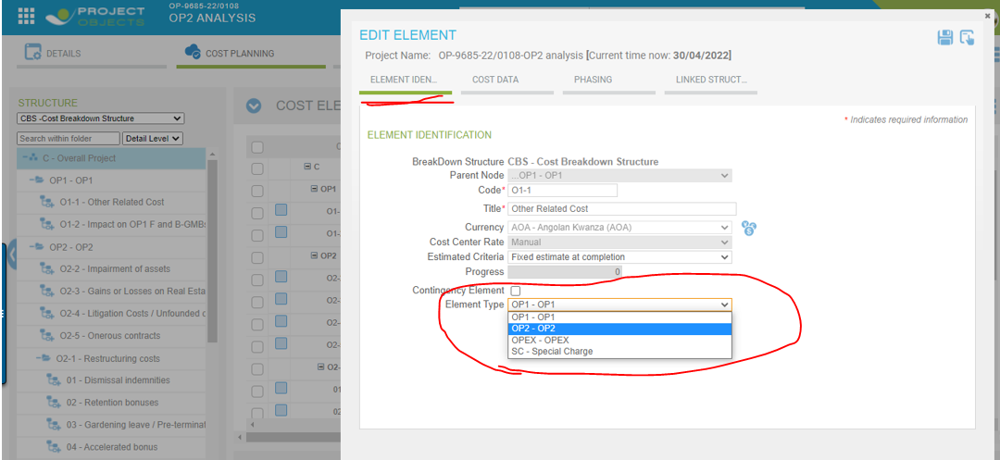 PROJECT
OBJECTS
OP-9685-22/0108
OP2 ANALYSIS
DETAILS
COST PLANNING
STRUCTURE
CBS -Cost Breakdown Structure
Search within folder
Detail Level
C - Overall Project
OP1 - OP1
O1-1 - Other Related Cost
O1-2 - Impact on OP1 F and B-GMBs
OP2 - OP2
O2-2 - Impairment of assets
O2-3 - Gains or Losses on Real Esta
O2-4 - Litigation Costs / Unfounded c
O2-5 - Onerous contracts
O2-1 - Restructuring costs
01 - Dismissal indemnities
02 - Retention bonuses
03 - Gardening leave / Pre-terminat
04 - Accelerated bonus
COST ELE
C
C
OP1
O1-
O1-
OP2
O2-
O2-
O2-
O2-
O2-
01
02
EDIT ELEMENT
Project Name: OP-9685-22/0108-OP2 analysis [Current time now: 30/04/2022]
ELEMENT IDEN...
COST DATA
PHASING
LINKED STRUCT...
* Indicates required information
ELEMENT IDENTIFICATION
BreakDown Structure CBS - Cost Breakdown Structure
Parent Node ...OP1 - OP1
Code* O1-1
Title* Other Related Cost
Currency AOA - Angolan Kwanza (AOA)
Cost Center Rate Manual
Estimated Criteria Fixed estimate at completion
Progress 0
Contingency Element
Element Type OP1 - OP1
OP1 - OP1
OP2 - OP2
OPEX - OPEX
SC - Special Charge